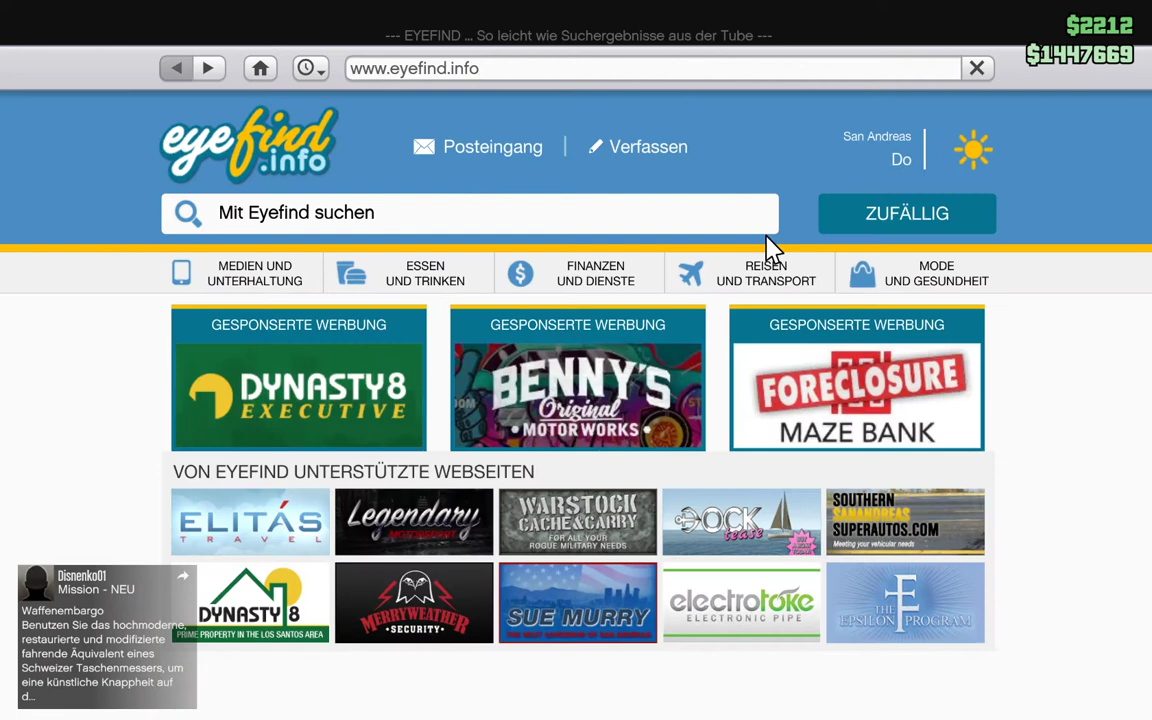 --- EYEFIND ... So leicht wie Suchergebnisse aus der Tube ---
$2212
$1447669
www.eyefind.info
eyefind
.info
Posteingang
Verfassen
San Andreas
Do
Mit Eyefind suchen
ZUFÄLLIG
MEDIEN UND
UNTERHALTUNG
ESSEN
UND TRINKEN
FINANZEN
UND DIENSTE
REISEN
UND TRANSPORT
MODE
UND GESUNDHEIT
GESPONSERTE WERBUNG
DYNASTY8
EXECUTIVE
GESPONSERTE WERBUNG
BENNY'S
Original
MOTOR WORKS
GESPONSERTE WERBUNG
FORECLOSURE
MAZE BANK
VON EYEFIND UNTERSTÜTZTE WEBSEITEN
ELITÁS
TRAVEL
Legendary
MOTORSPORT
WARSTOCK
CACHE&CARRY
FOR ALL YOUR
ROGUE MILITARY NEEDS
DOCK
tease
BUY
A BOAT
TODAY
SOUTHERN
SANANDREAS
SUPERAUTOS.COM
Meeting your vehicular needs
DYNASTY 8
PRIME PROPERTY IN THE LOS SANTOS AREA
MERRYWEATHER
SECURITY
SUE MURRY
electrotoke
ELECTRONIC PIPE
THE
EPSILON PROGRAM
Disnenko01
Mission - NEU
Waffenembargo
Benutzen Sie das hochmoderne,
restaurierte und modifizierte
fahrende Äquivalent eines
Schweizer Taschenmessers, um
eine künstliche Knappheit auf
d...